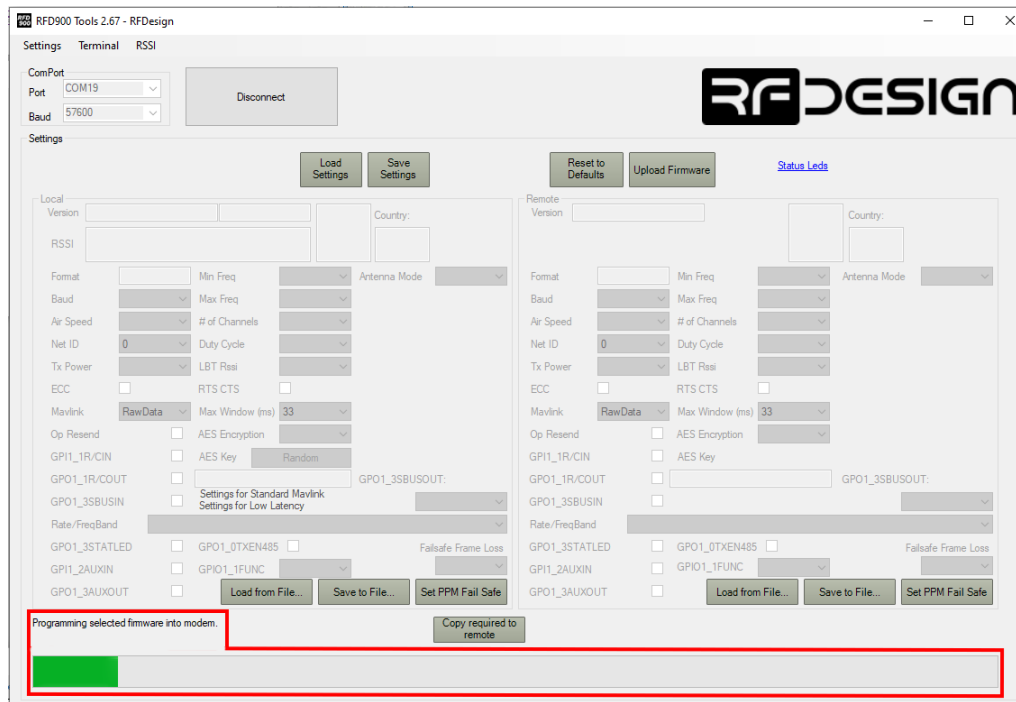 RFD900 Tools 2.67 - RFDesign
Settings Terminal RSSI
ComPort
Port COM19
Baud 57600
Disconnect
RFDESIGN
Settings
Load Settings
Save Settings
Reset to Defaults
Upload Firmware
Status Leds
Local
Version
Country:
RSSI
Format Min Freq Antenna Mode
Baud Max Freq
Air Speed # of Channels
Net ID 0 Duty Cycle
Tx Power LBT Rssi
ECC RTS CTS
Mavlink RawData Max Window (ms) 33
Op Resend AES Encryption
GPI1_1R/CIN AES Key Random
GPO1_1R/COUT GPO1_3SBUSOUT:
Settings for Standard Mavlink
GPO1_3SBUSIN Settings for Low Latency
Rate/FreqBand
GPO1_3STATLED GPO1_0TXEN485 Failsafe Frame Loss
GPI1_2AUXIN GPIO1_1FUNC
GPO1_3AUXOUT Load from File... Save to File... Set PPM Fail Safe
Remote
Version
Country:
Format Min Freq Antenna Mode
Baud Max Freq
Air Speed # of Channels
Net ID 0 Duty Cycle
Tx Power LBT Rssi
ECC RTS CTS
Mavlink RawData Max Window (ms) 33
Op Resend AES Encryption
GPI1_1R/CIN AES Key
GPO1_1R/COUT GPO1_3SBUSOUT:
GPO1_3SBUSIN
Rate/FreqBand
GPO1_3STATLED GPO1_0TXEN485 Failsafe Frame Loss
GPI1_2AUXIN GPIO1_1FUNC
GPO1_3AUXOUT Load from File... Save to File... Set PPM Fail Safe
Programming selected firmware into modem.
Copy required to
remote